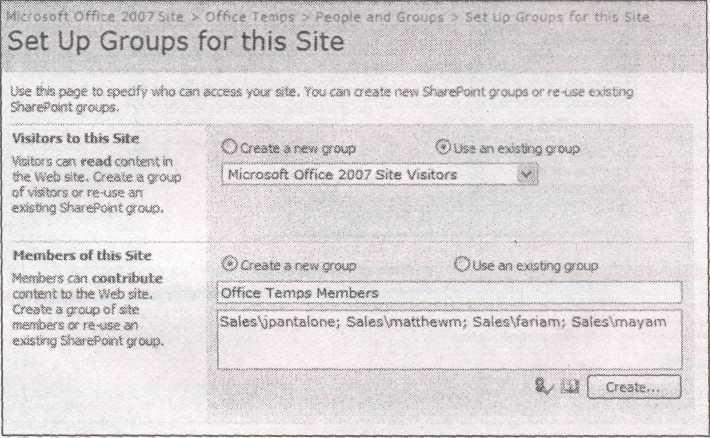 Microsoft Office 2007 Site > Office Temps > People and Groups > Set Up Groups for this Site
Set Up Groups for this Site
Use this page to specify who can access your site. You can create new SharePoint groups or re-use existing
SharePoint groups.
Visitors to this Site
Visitors can read content in
the Web site. Create a group
of visitors or re-use an
existing SharePoint group.
Create a new group
Use an existing group
Microsoft Office 2007 Site Visitors
Members of this Site
Members can contribute
content to the Web site.
Create a group of site
members or re-use an
existing SharePoint group.
Create a new group
Use an existing group
Office Temps Members
Sales\jpantalone; Sales\matthewm; Sales\fariam; Sales\mayam
Create...